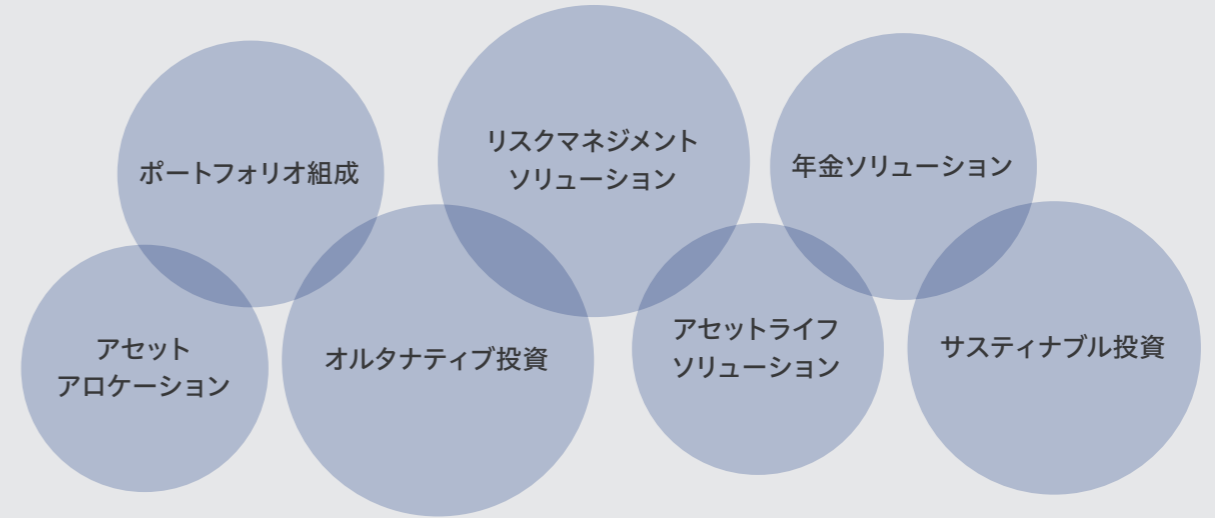 ポートフォリオ組成
リスクマネジメント
ソリューション
年金ソリューション
アセット
アロケーション
オルタナティブ投資
アセットライフ
ソリューション
サスティナブル投資